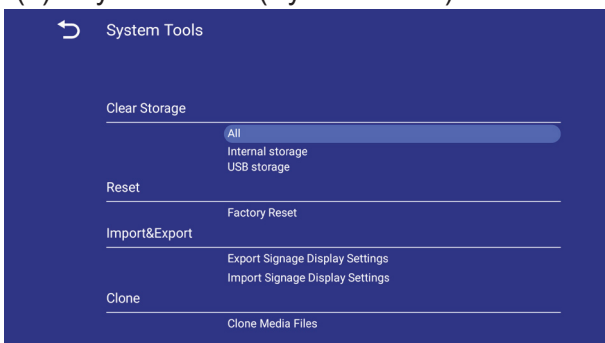 System Tools
Clear Storage
All
Internal storage
USB storage
Reset
Factory Reset
Import&Export
Export Signage Display Settings
Import Signage Display Settings
Clone
Clone Media Files